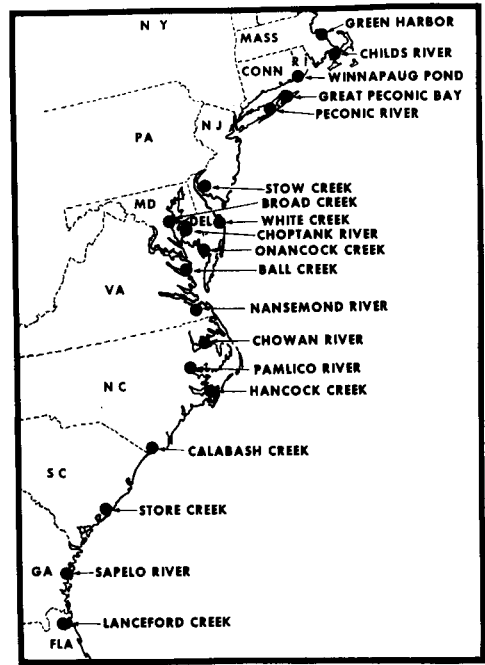 N Y
GREEN HARBOR
MASS
CHILDS RIVER
R I
CONN
WINNAPAUG POND
GREAT PECONIC BAY
PECONIC RIVER
N J
PA
STOW CREEK
MD
BROAD CREEK
DEL
WHITE CREEK
CHOPTANK RIVER
ONANCOCK CREEK
BALL CREEK
VA
NANSEMOND RIVER
CHOWAN RIVER
PAMLICO RIVER
N C
HANCOCK CREEK
CALABASH CREEK
S C
STORE CREEK
GA
SAPELO RIVER
LANCEFORD CREEK
FLA